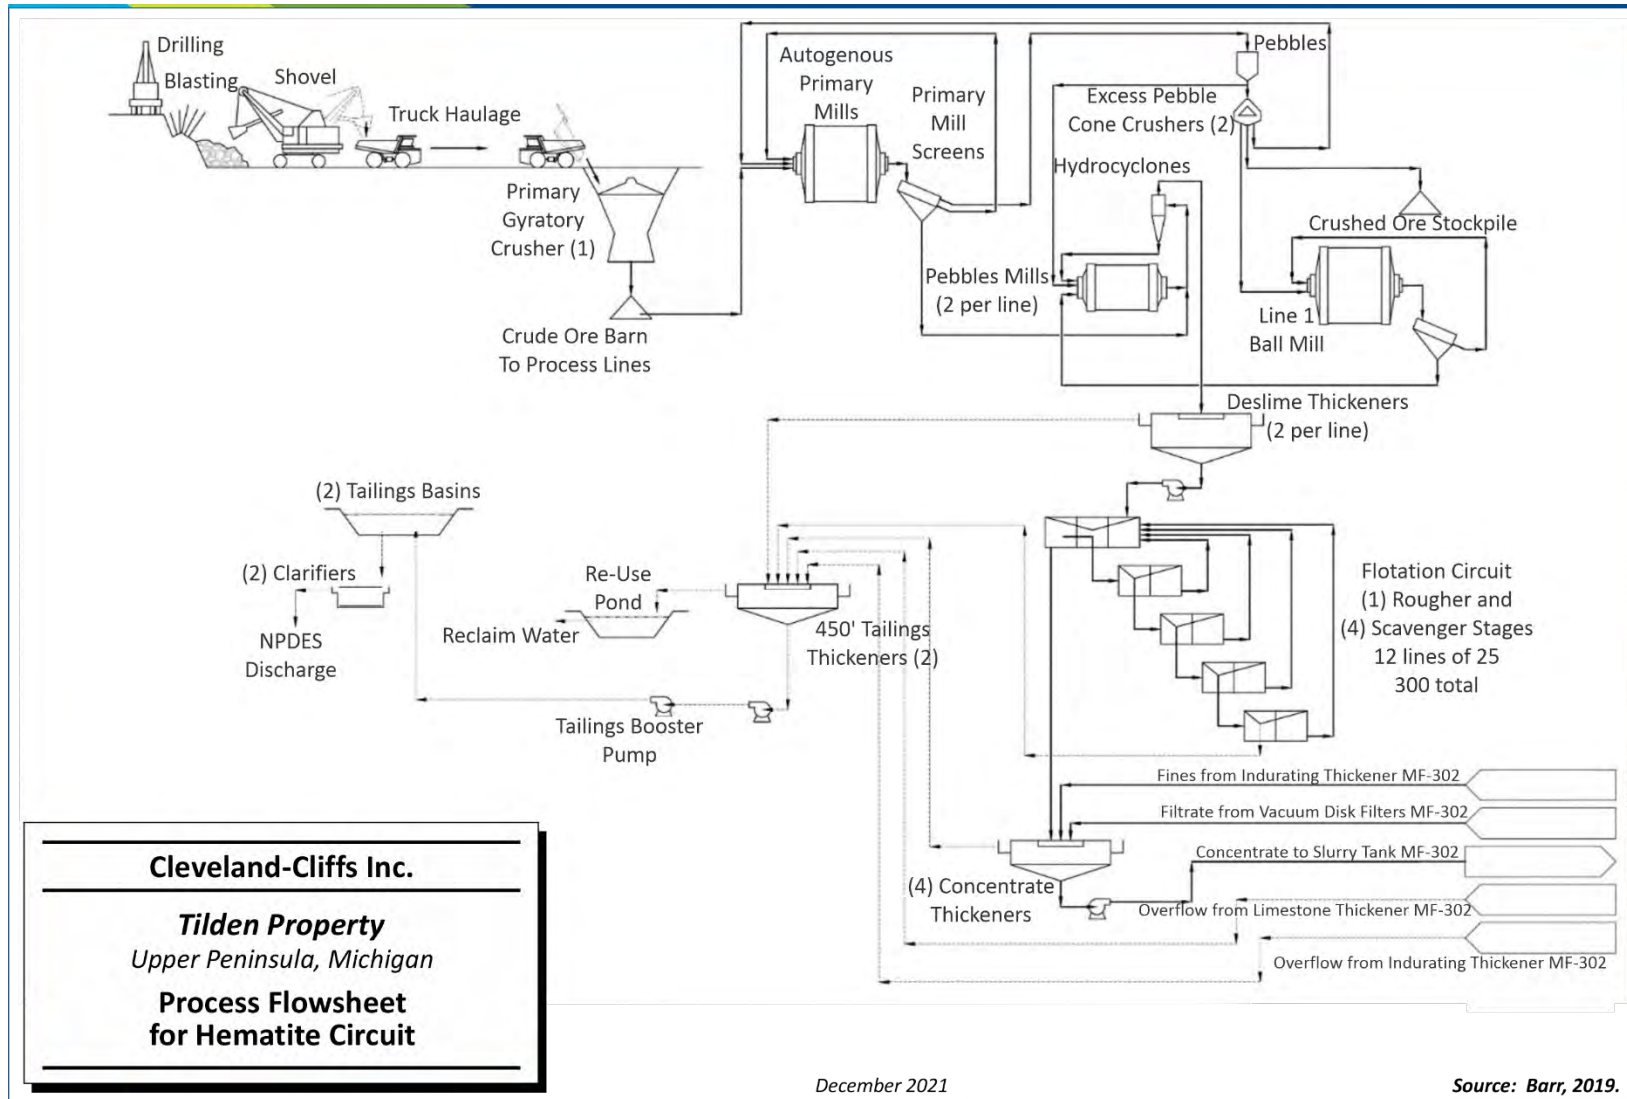 Drilling
Blasting
Shovel
Truck Haulage
Primary
Gyratory
Crusher (1)
Crude Ore Barn
To Process Lines
Autogenous
Primary
Mills
Primary
Mill
Screens
Pebbles
Excess Pebble
Cone Crushers (2)
Hydrocyclones
Crushed Ore Stockpile
Pebbles Mills
(2 per line)
Line 1
Ball Mill
Deslime Thickeners
(2 per line)
(2) Tailings Basins
(2) Clarifiers
NPDES
Discharge
Re-Use
Pond
Reclaim Water
450' Tailings
Thickeners (2)
Tailings Booster
Pump
Flotation Circuit
(1) Rougher and
(4) Scavenger Stages
12 lines of 25
300 total
Fines from Indurating Thickener MF-302
Filtrate from Vacuum Disk Filters MF-302
Concentrate to Slurry Tank MF-302
(4) Concentrate
Thickeners
Overflow from Limestone Thickener MF-302
Overflow from Indurating Thickener MF-302
Cleveland-Cliffs Inc.
Tilden Property
Upper Peninsula, Michigan
Process Flowsheet
for Hematite Circuit
December 2021
Source: Barr, 2019.